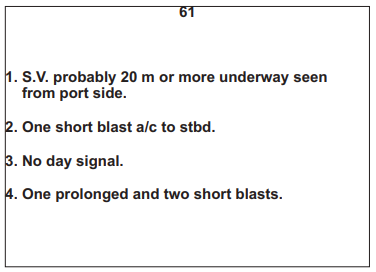 61
1. S.V. probably 20 m or more underway seen
from port side.
2. One short blast a/c to stbd.
3. No day signal.
4. One prolonged and two short blasts.